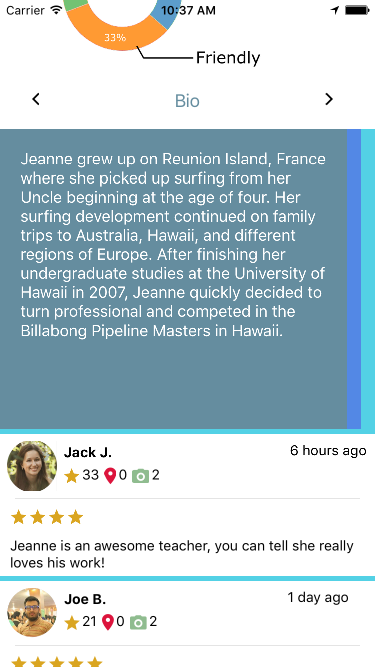 Carrier 10:37 AM
33%
Friendly
Bio
Jeanne grew up on Reunion Island, France
where she picked up surfing from her
Uncle beginning at the age of four. Her
surfing development continued on family
trips to Australia, Hawaii, and different
regions of Europe. After finishing her
undergraduate studies at the University of
Hawaii in 2007, Jeanne quickly decided to
turn professional and competed in the
Billabong Pipeline Masters in Hawaii.
Jack J. 6 hours ago
33 0 2
Jeanne is an awesome teacher, you can tell she really
loves his work!
Joe B. 1 day ago
21 0 2